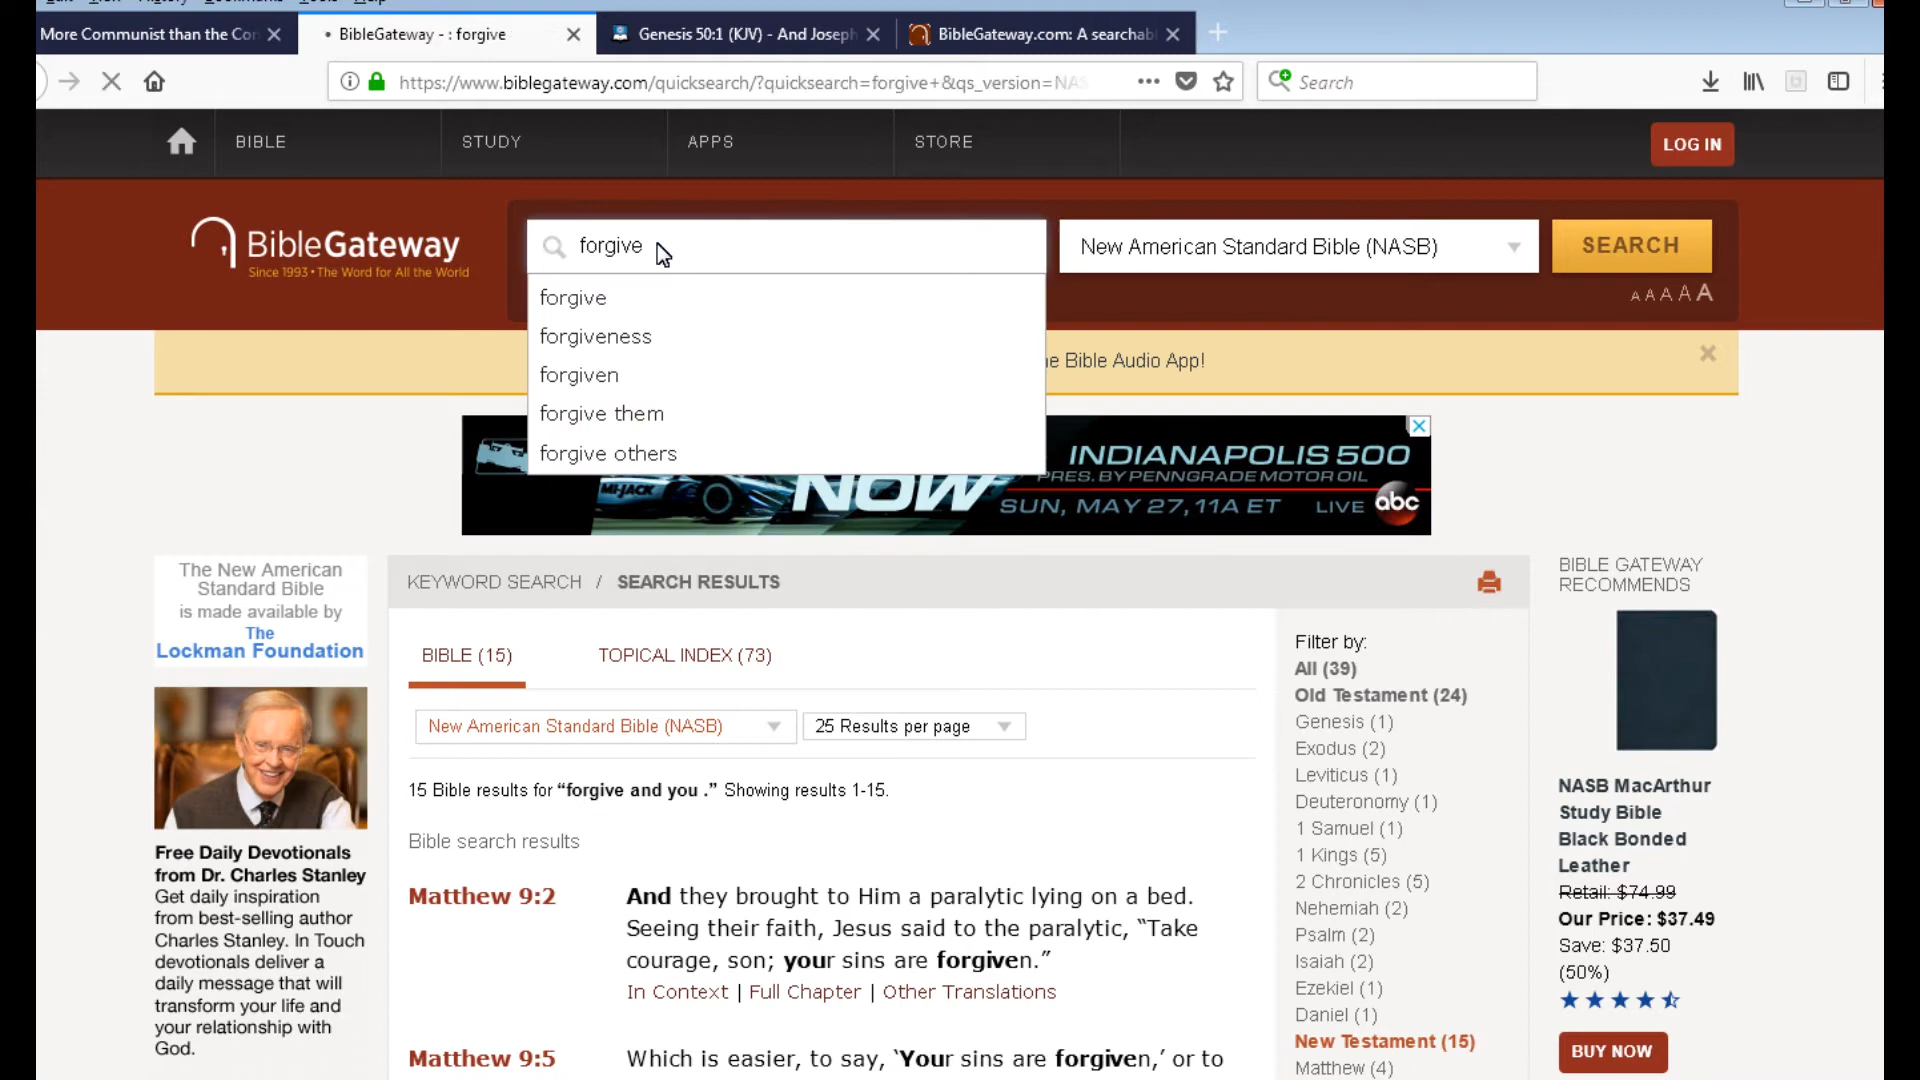 More Communist than the Co
BibleGateway - : forgive
Genesis 50:1 (KJV) - And Joseph
BibleGateway.com: A searchab
https://www.biblegateway.com/quicksearch/?quicksearch=forgive+&qs_version=NAS
Search
BIBLE
STUDY
APPS
STORE
LOG IN
BibleGateway
Since 1993 • The Word for All the World
forgive
New American Standard Bible (NASB)
SEARCH
A A A A A
forgive
forgiveness
forgiven
forgive them
forgive others
e Bible Audio App!
INDIANAPOLIS 500
PRES. BY PENNGRADE MOTOR OIL
MI-JACK
NOW
SUN, MAY 27, 11A ET LIVE abc
The New American
Standard Bible
is made available by
The
Lockman Foundation
Free Daily Devotionals
from Dr. Charles Stanley
Get daily inspiration
from best-selling author
Charles Stanley. In Touch
devotionals deliver a
daily message that will
transform your life and
your relationship with
God.
KEYWORD SEARCH / SEARCH RESULTS
BIBLE (15)
TOPICAL INDEX (73)
New American Standard Bible (NASB)
25 Results per page
15 Bible results for “forgive and you .” Showing results 1-15.
Bible search results
Matthew 9:2
And they brought to Him a paralytic lying on a bed.
Seeing their faith, Jesus said to the paralytic, “Take
courage, son; your sins are forgiven.”
In Context | Full Chapter | Other Translations
Matthew 9:5
Which is easier, to say, ‘Your sins are forgiven,’ or to
Filter by:
All (39)
Old Testament (24)
Genesis (1)
Exodus (2)
Leviticus (1)
Deuteronomy (1)
1 Samuel (1)
1 Kings (5)
2 Chronicles (5)
Nehemiah (2)
Psalm (2)
Isaiah (2)
Ezekiel (1)
Daniel (1)
New Testament (15)
Matthew (4)
BIBLE GATEWAY
RECOMMENDS
NASB MacArthur
Study Bible
Black Bonded
Leather
Retail: $74.99
Our Price: $37.49
Save: $37.50
(50%)
BUY NOW